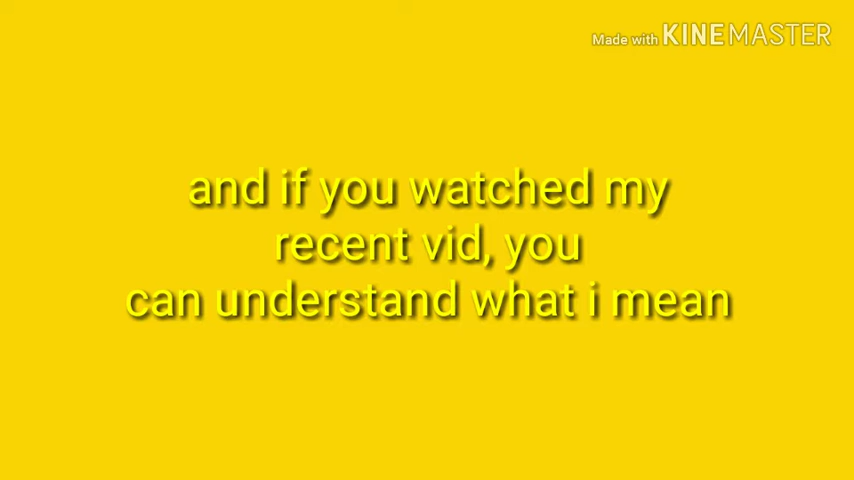 Made with KINEMASTER
and if you watched my
recent vid, you
can understand what i mean